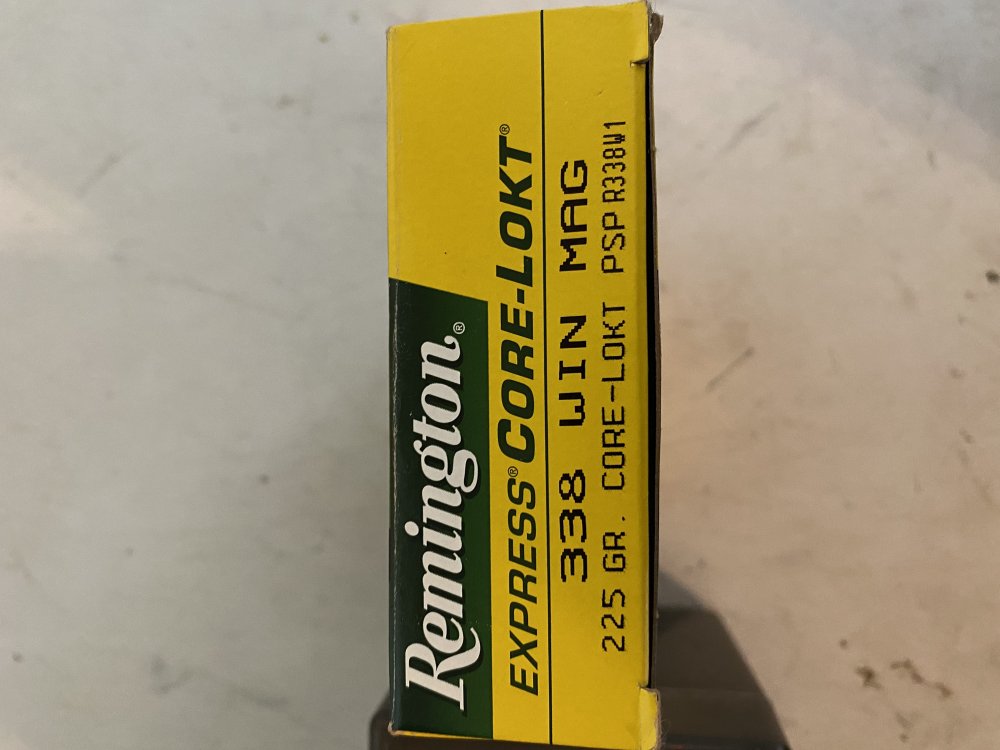 Remington®
EXPRESS® CORE-LOKT®
338 WIN MAG
225 GR. CORE-LOKT PSP R338W1